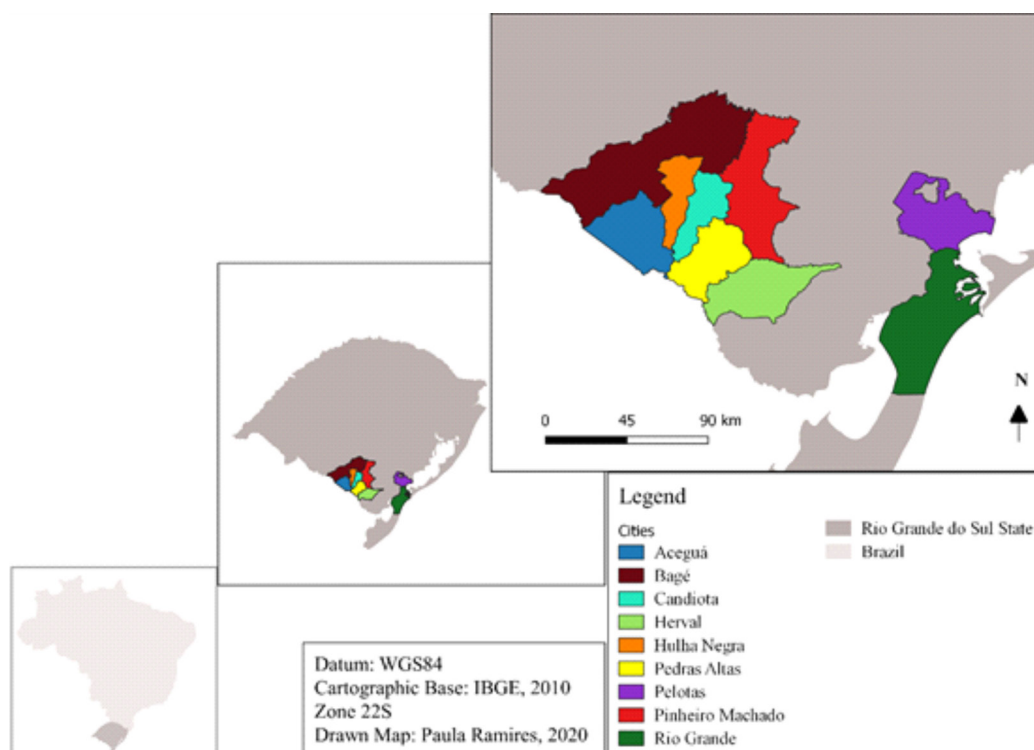 N
0 45 90 km
Legend
Cities
Aceguá
Bagé
Candiota
Herval
Hulha Negra
Pedras Altas
Pelotas
Pinheiro Machado
Rio Grande
Rio Grande do Sul State
Brazil
Datum: WGS84
Cartographic Base: IBGE, 2010
Zone 22S
Drawn Map: Paula Ramires, 2020